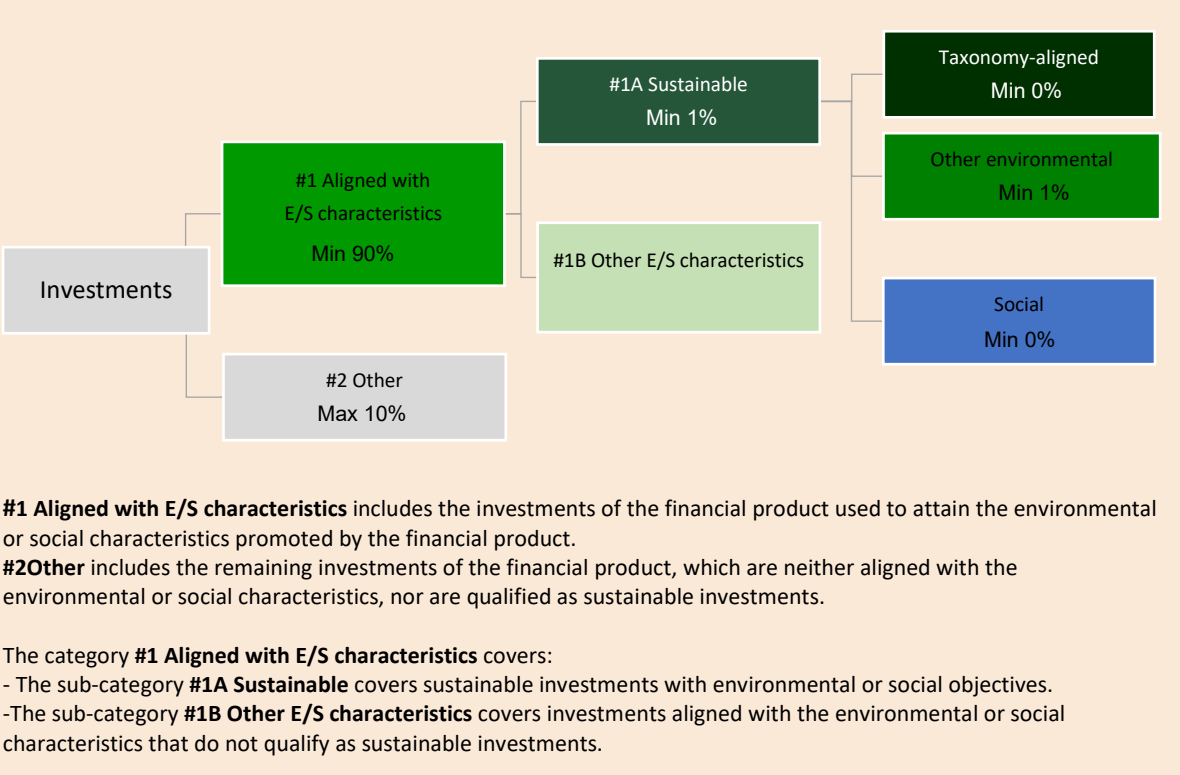 Investments
#1 Aligned with
E/S characteristics
Min 90%
#2 Other
Max 10%
#1A Sustainable
Min 1%
#1B Other E/S characteristics
Taxonomy-aligned
Min 0%
Other environmental
Min 1%
Social
Min 0%
#1 Aligned with E/S characteristics includes the investments of the financial product used to attain the environmental
or social characteristics promoted by the financial product.
#2Other includes the remaining investments of the financial product, which are neither aligned with the
environmental or social characteristics, nor are qualified as sustainable investments.
The category #1 Aligned with E/S characteristics covers:
- The sub-category #1A Sustainable covers sustainable investments with environmental or social objectives.
-The sub-category #1B Other E/S characteristics covers investments aligned with the environmental or social
characteristics that do not qualify as sustainable investments.